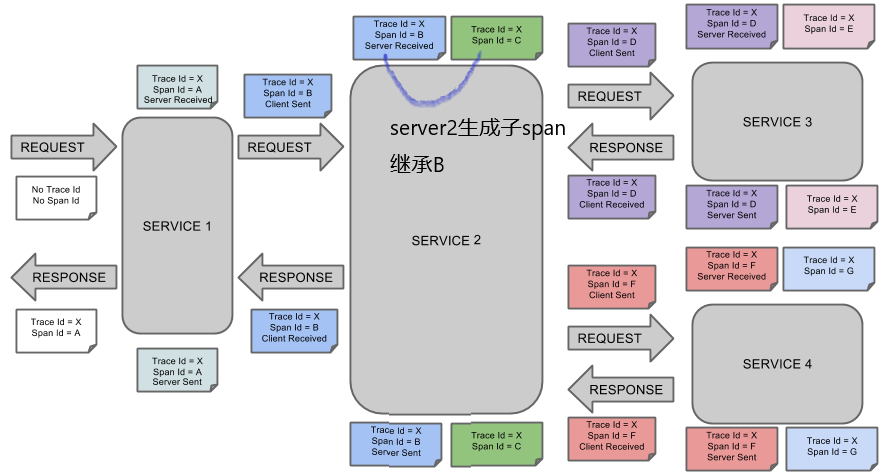 Trace Id = X
Span Id = A
Server Received
Trace Id = X
Span Id = B
Client Sent
Trace Id = X
Span Id = B
Server Received
Trace Id = X
Span Id = C
Trace Id = X
Span Id = D
Client Sent
Trace Id = X
Span Id = D
Server Received
Trace Id = X
Span Id = E
REQUEST
No Trace Id
No Span Id
SERVICE 1
REQUEST
server2生成子span
继承B
SERVICE 2
REQUEST
RESPONSE
SERVICE 3
Trace Id = X
Span Id = D
Client Received
Trace Id = X
Span Id = D
Server Sent
Trace Id = X
Span Id = E
RESPONSE
Trace Id = X
Span Id = A
RESPONSE
Trace Id = X
Span Id = B
Client Received
Trace Id = X
Span Id = A
Server Sent
Trace Id = X
Span Id = F
Client Sent
Trace Id = X
Span Id = F
Server Received
Trace Id = X
Span Id = G
REQUEST
RESPONSE
SERVICE 4
Trace Id = X
Span Id = B
Server Sent
Trace Id = X
Span Id = C
Trace Id = X
Span Id = F
Client Received
Trace Id = X
Span Id = F
Server Sent
Trace Id = X
Span Id = G